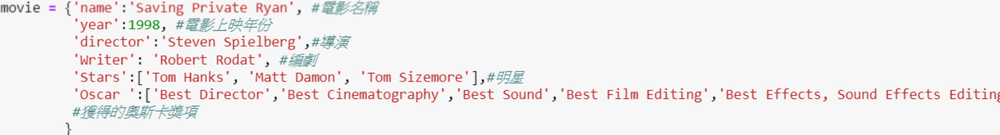 movie = {'name':'Saving Private Ryan', #電影名稱
'year':1998, #電影上映年份
'director':'Steven Spielberg',#導演
'Writer': 'Robert Rodat', #編劇
'Stars':['Tom Hanks', 'Matt Damon', 'Tom Sizemore'],#明星
'Oscar ':['Best Director','Best Cinematography','Best Sound','Best Film Editing','Best Effects, Sound Effects Editing
#獲得的奧斯卡獎項
}